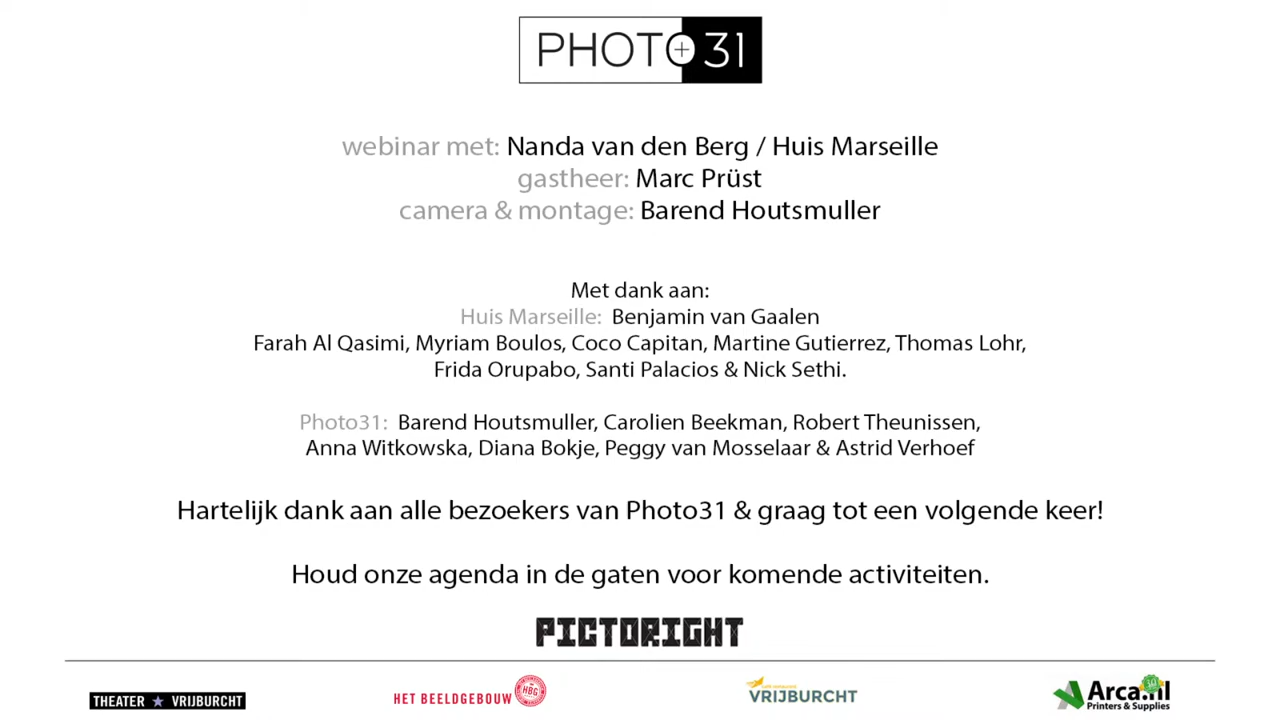 PHOTO 31
webinar met: Nanda van den Berg / Huis Marseille
gastheer: Marc Prüst
camera & montage: Barend Houtsmuller
Met dank aan:
Huis Marseille: Benjamin van Gaalen
Farah Al Qasimi, Myriam Boulos, Coco Capitan, Martine Gutierrez, Thomas Lohr,
Frida Orupabo, Santi Palacios & Nick Sethi.
Photo31: Barend Houtsmuller, Carolien Beekman, Robert Theunissen,
Anna Witkowska, Diana Bokje, Peggy van Mosselaar & Astrid Verhoef
Hartelijk dank aan alle bezoekers van Photo31 & graag tot een volgende keer!
Houd onze agenda in de gaten voor komende activiteiten.
PICTORIGHT
THEATER ★ VRIJBURCHT
HET BEELDGEBOUW HBG
VRIJBURCHT
Arca.nl
Printers & Supplies